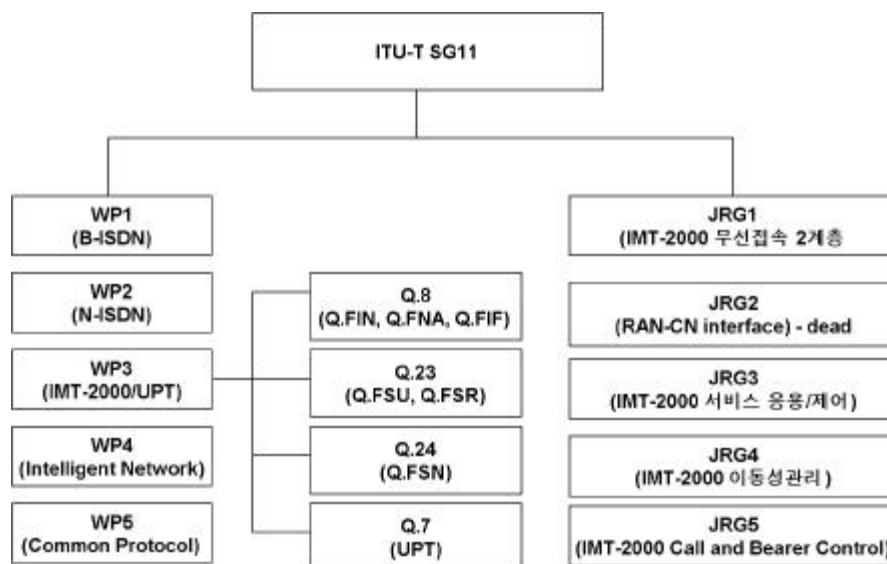 ITU-T SG11
WP1
(B-ISDN)
WP2
(N-ISDN)
WP3
(IMT-2000/UPT)
WP4
(Intelligent Network)
WP5
(Common Protocol)
Q.8
(Q.FIN, Q.FNA, Q.FIF)
Q.23
(Q.FSU, Q.FSR)
Q.24
(Q.FSN)
Q.7
(UPT)
JRG1
(IMT-2000 무선접속 2계층
JRG2
(RAN-CN interface) - dead
JRG3
(IMT-2000 서비스 응용/제어)
JRG4
(IMT-2000 이동성관리)
JRG5
(IMT-2000 Call and Bearer Control)